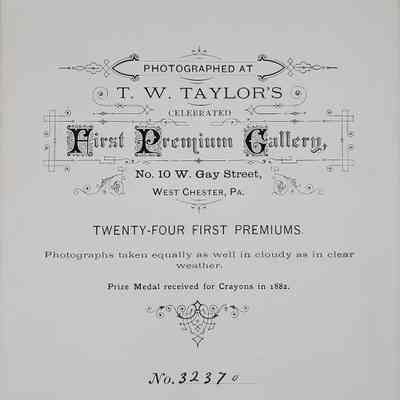 PHOTOGRAPHED AT
T. W. TAYLOR'S
CELEBRATED
First Premium Gallery,
No. 10 W. Gay Street,
WEST CHESTER, PA.
TWENTY-FOUR FIRST PREMIUMS.
Photographs taken equally as well in cloudy as in clear
weather.
Prize Medal received for Crayons in 1882.
No. 32370